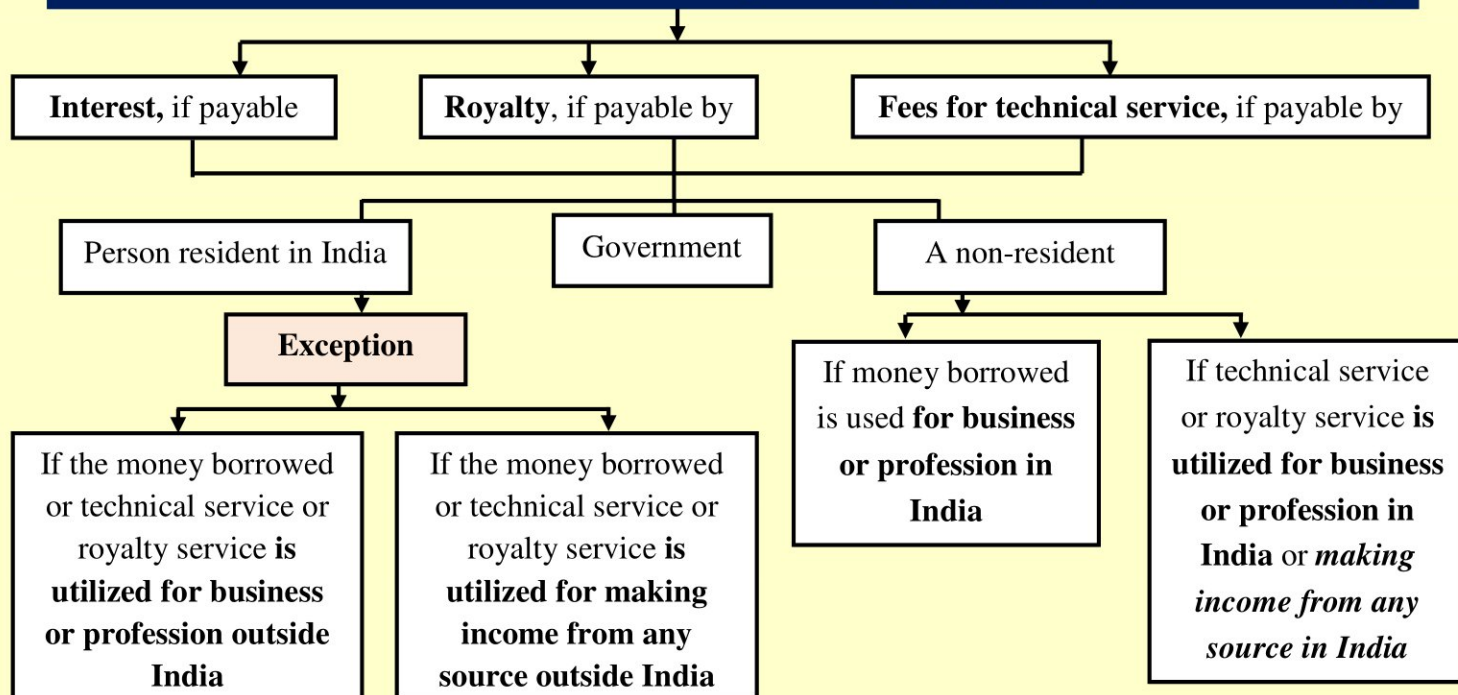 Interest, if payable
Royalty, if payable by
Fees for technical service, if payable by
Person resident in India
Government
A non-resident
Exception
If the money borrowed
or technical service or
royalty service is
utilized for business
or profession outside
India
If the money borrowed
or technical service or
royalty service is
utilized for making
income from any
source outside India
If money borrowed
is used for business
or profession in
India
If technical service
or royalty service is
utilized for business
or profession in
India or making
income from any
source in India